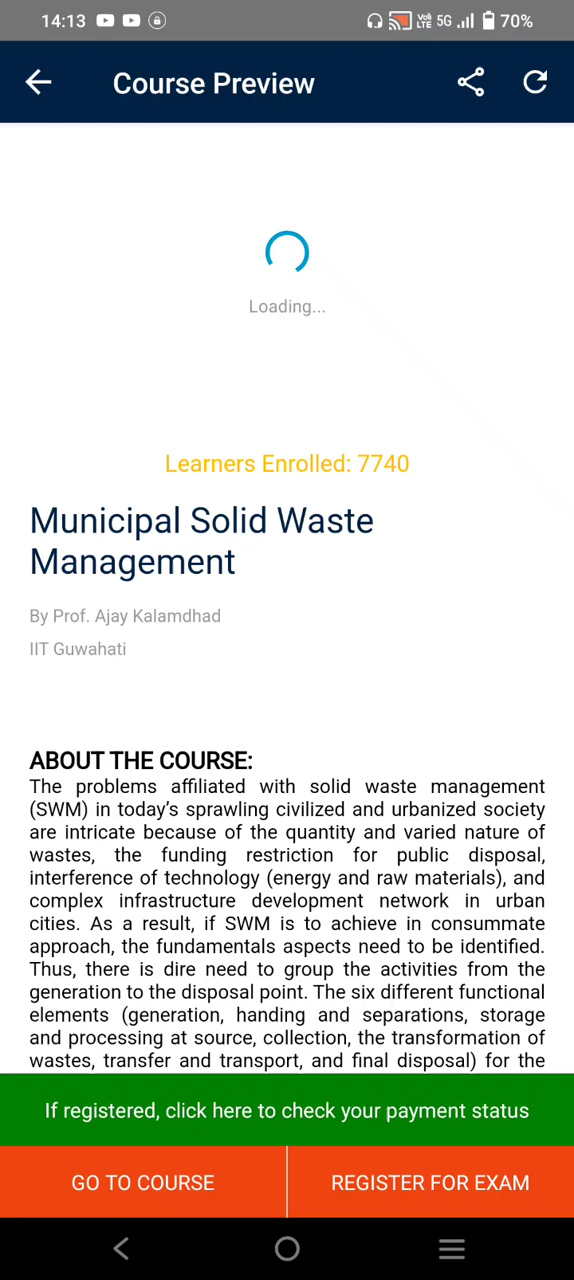 14:13 Vo)) LTE 5G 70%
Course Preview
Loading...
Learners Enrolled: 7740
Municipal Solid Waste
Management
By Prof. Ajay Kalamdhad
IIT Guwahati
ABOUT THE COURSE:
The problems affiliated with solid waste management
(SWM) in today's sprawling civilized and urbanized society
are intricate because of the quantity and varied nature of
wastes, the funding restriction for public disposal,
interference of technology (energy and raw materials), and
complex infrastructure development network in urban
cities. As a result, if SWM is to achieve in consummate
approach, the fundamentals aspects need to be identified.
Thus, there is dire need to group the activities from the
generation to the disposal point. The six different functional
elements (generation, handing and separations, storage
and processing at source, collection, the transformation of
wastes, transfer and transport, and final disposal) for the
If registered, click here to check your payment status
GO TO COURSE REGISTER FOR EXAM